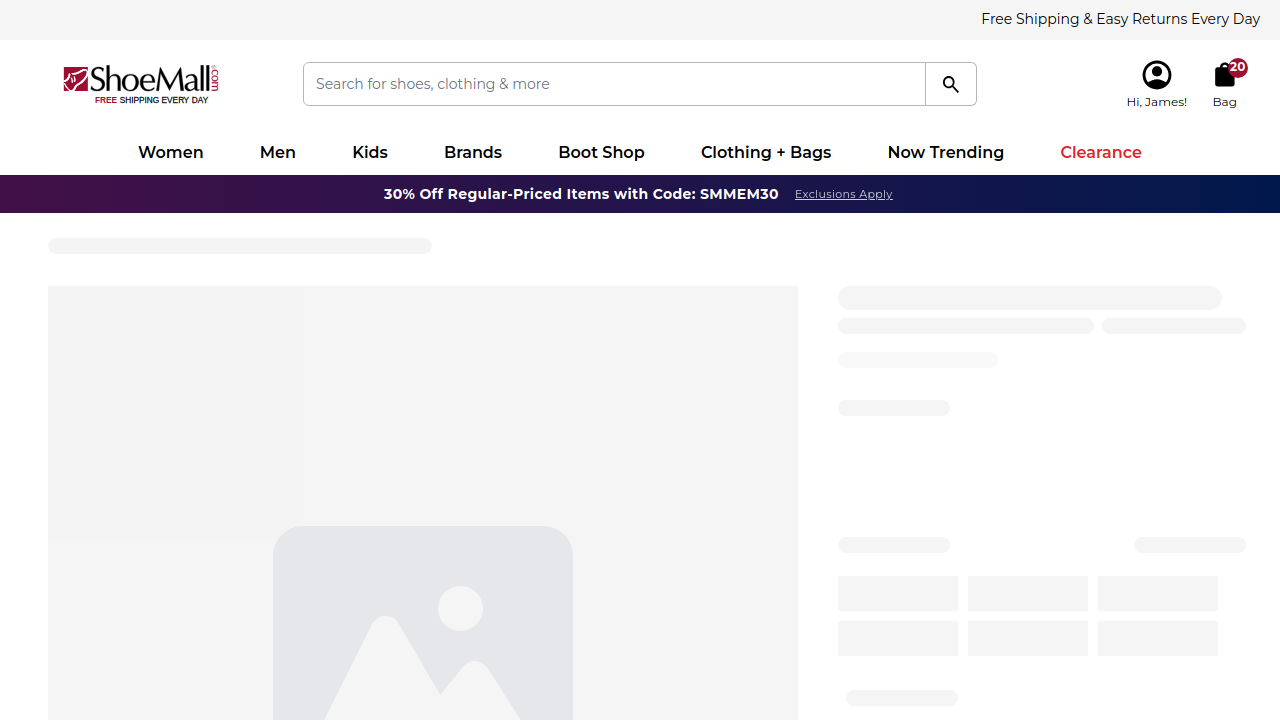 Free Shipping & Easy Returns Every Day
ShoeMall.com
FREE SHIPPING EVERY DAY
Search for shoes, clothing & more
Hi, James!
20
Bag
Women Men Kids Brands Boot Shop Clothing + Bags Now Trending Clearance
30% Off Regular-Priced Items with Code: SMMEM30 Exclusions Apply